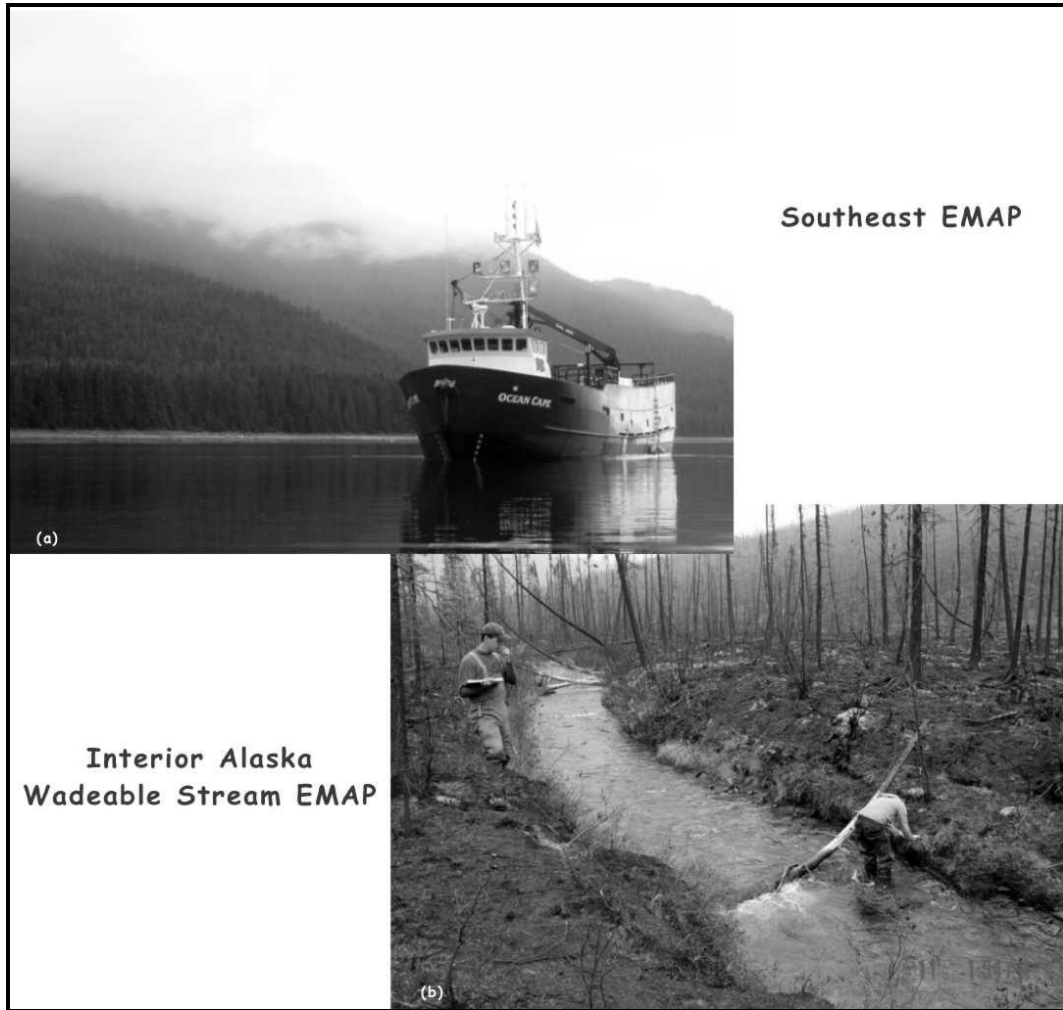 Southeast EMAP
OCEAN CAPE
(a)
Interior Alaska
Wadeable Stream EMAP
(b)